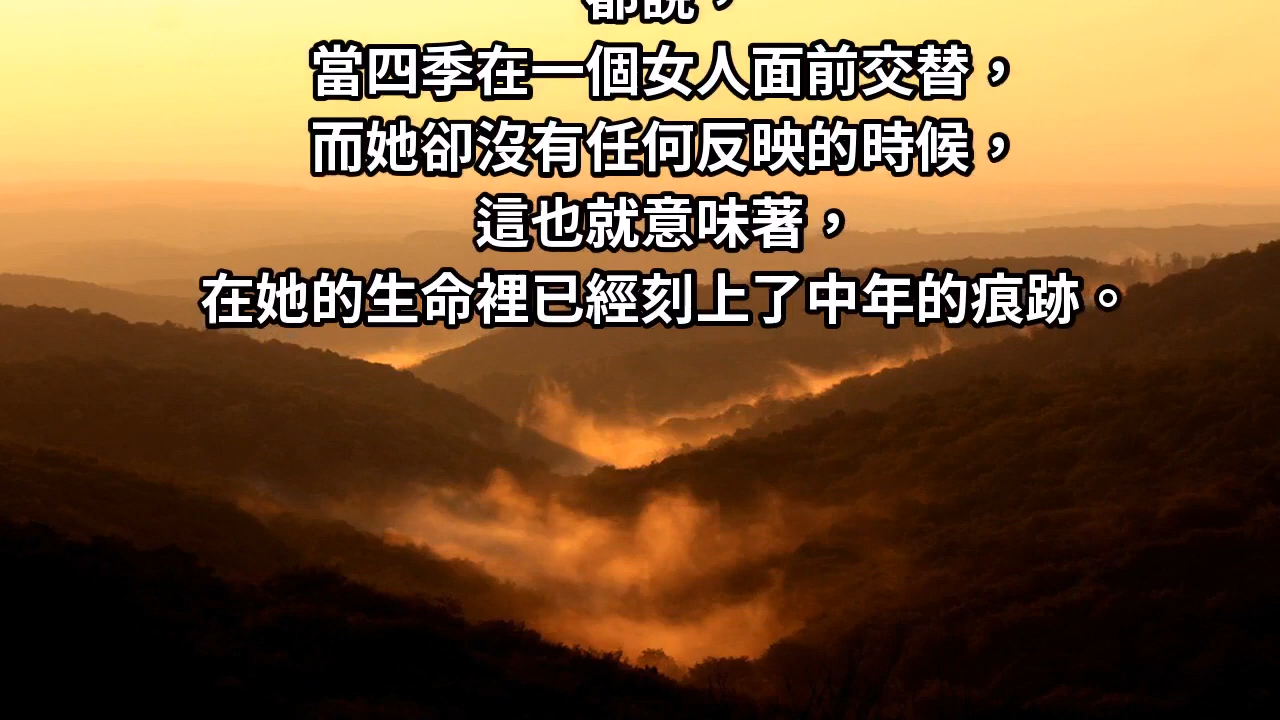 都說，
當四季在一個女人面前交替，
而她卻沒有任何反映的時候，
這也就意味著，
在她的生命裡已經刻上了中年的痕跡。